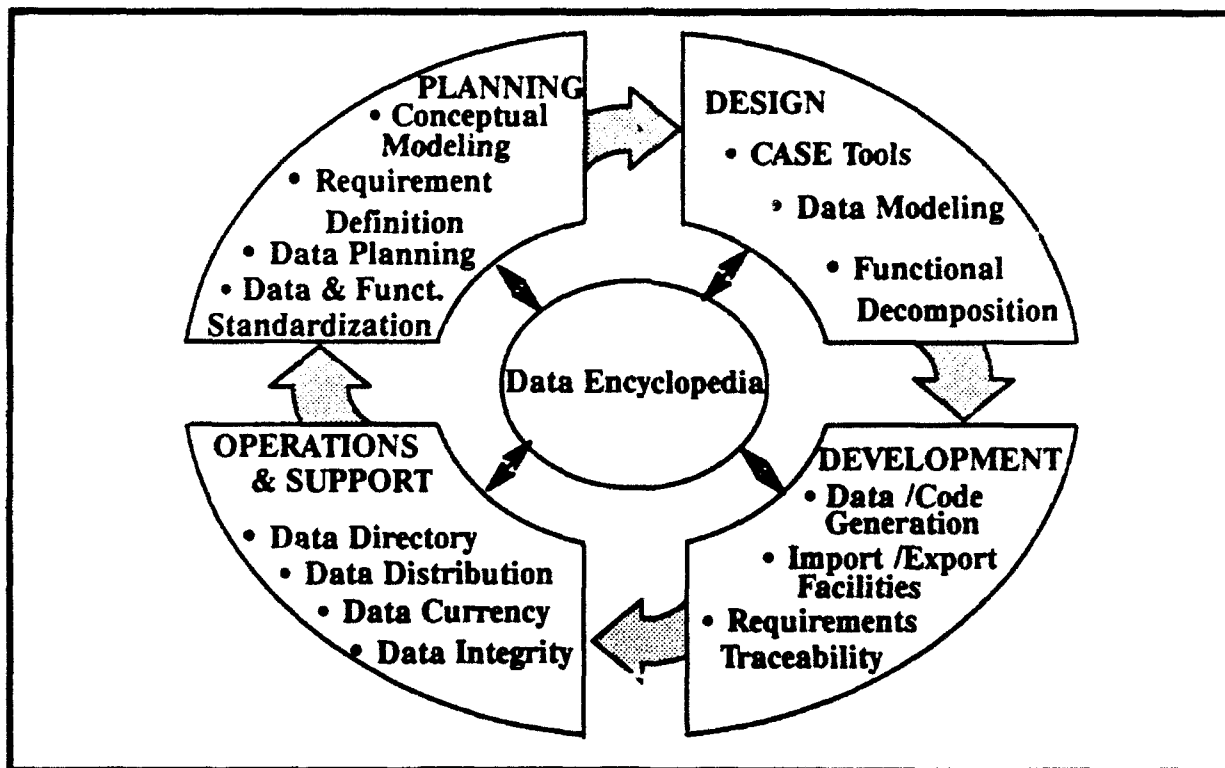 PLANNING
• Conceptual
Modeling
• Requirement
Definition
• Data Planning
• Data & Funct.
Standardization
DESIGN
• CASE Tools
• Data Modeling
• Functional
Decomposition
Data Encyclopedia
OPERATIONS
& SUPPORT
• Data Directory
• Data Distribution
• Data Currency
• Data Integrity
DEVELOPMENT
• Data /Code
Generation
• Import /Export
Facilities
• Requirements
Traceability